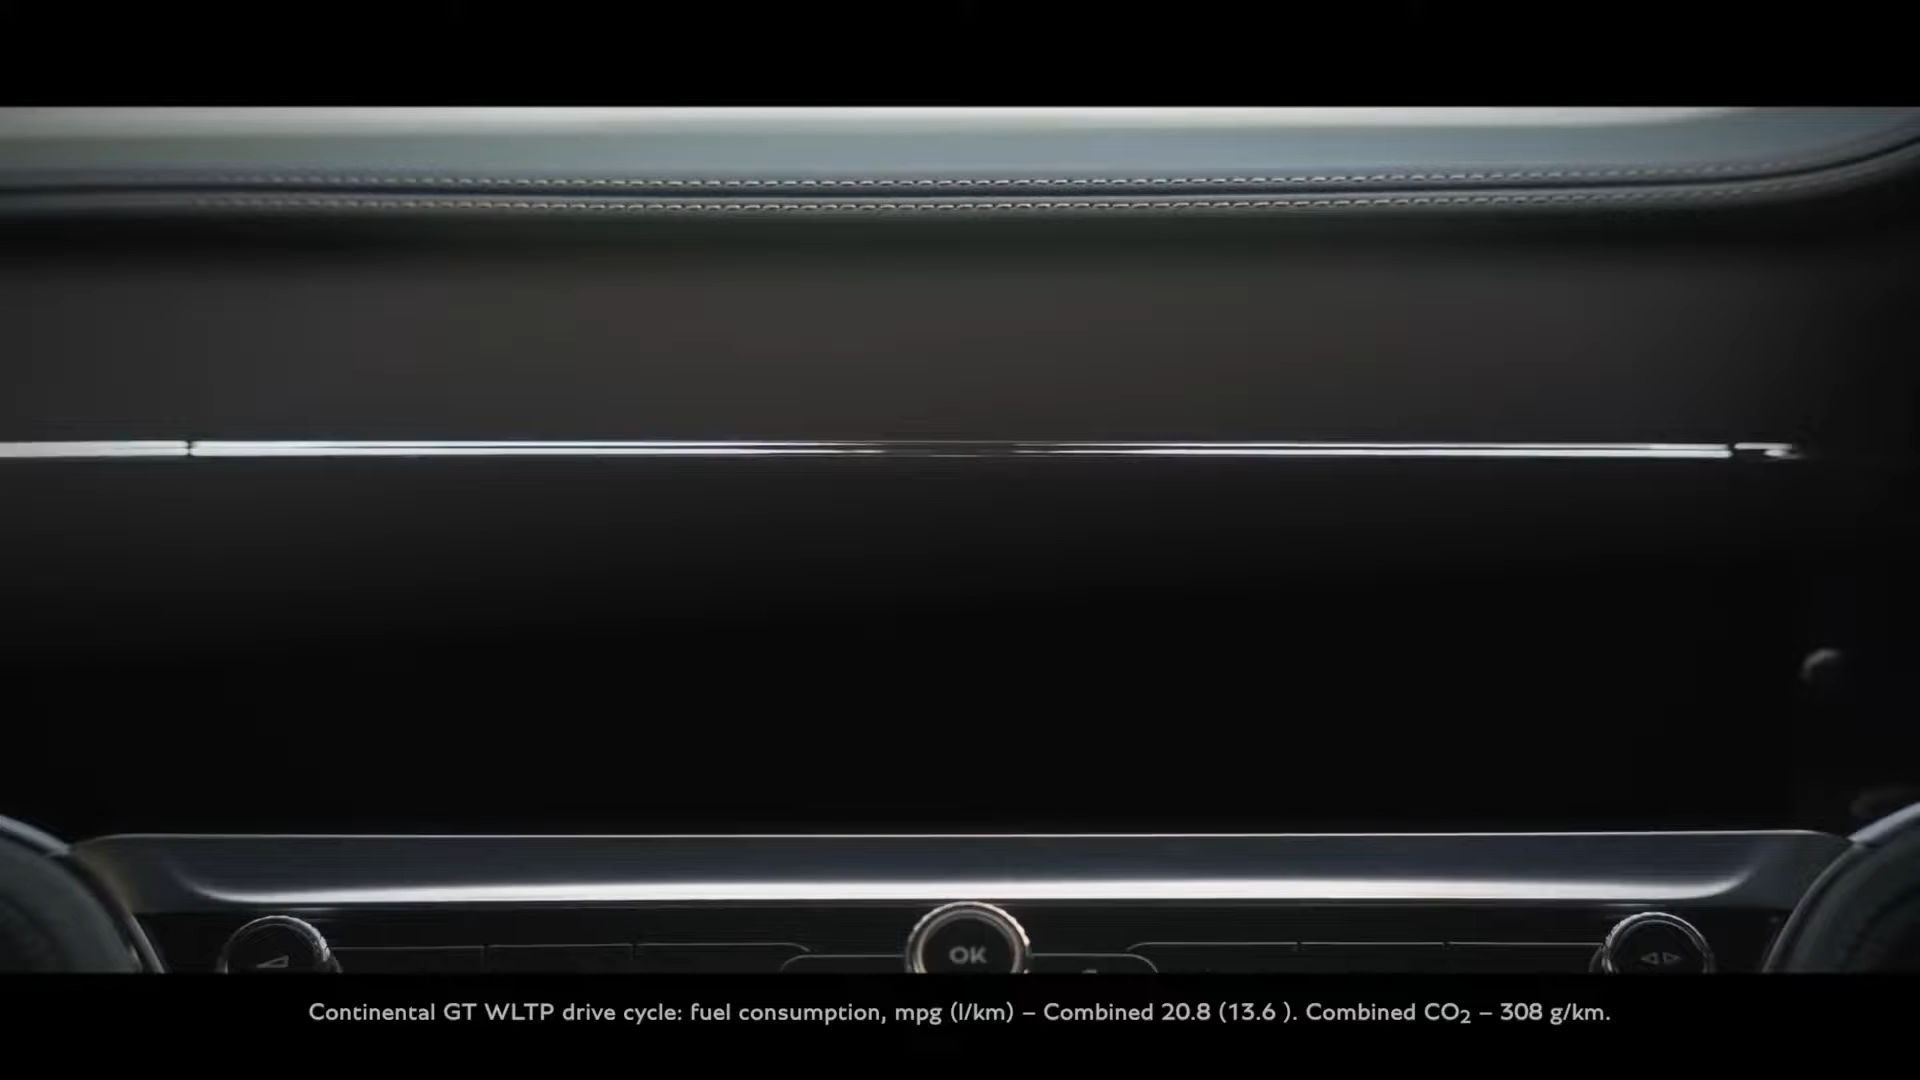 OK
Continental GT WLTP drive cycle: fuel consumption, mpg (l/km) – Combined 20.8 (13.6 ). Combined CO₂ – 308 g/km.